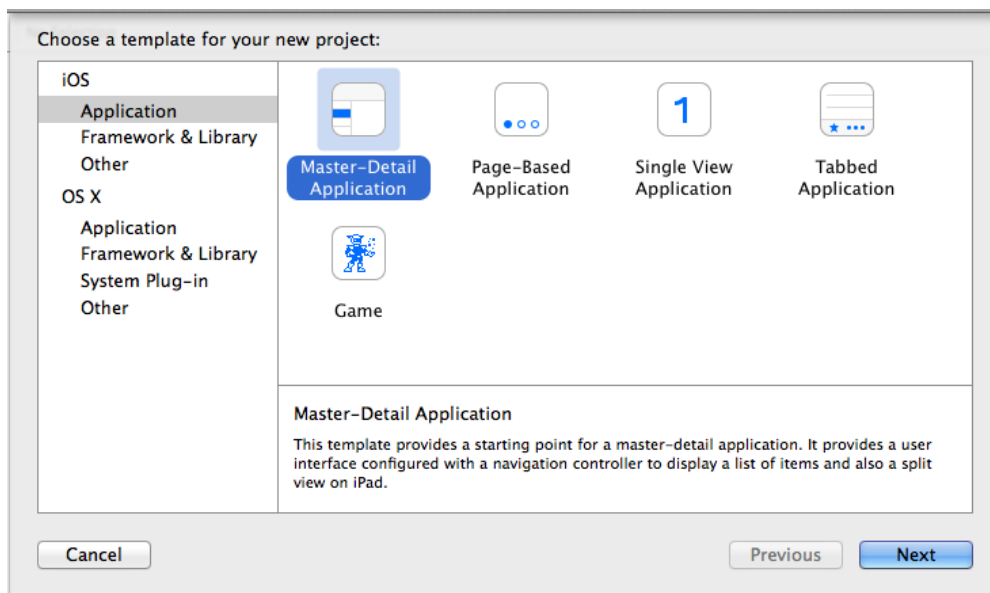 Choose a template for your new project:
iOS
Application
Framework & Library
Other
OS X
Application
Framework & Library
System Plug-in
Other
Master-Detail
Application
Page-Based
Application
1
Single View
Application
Tabbed
Application
Game
Master-Detail Application
This template provides a starting point for a master-detail application. It provides a user
interface configured with a navigation controller to display a list of items and also a split
view on iPad.
Cancel
Previous
Next